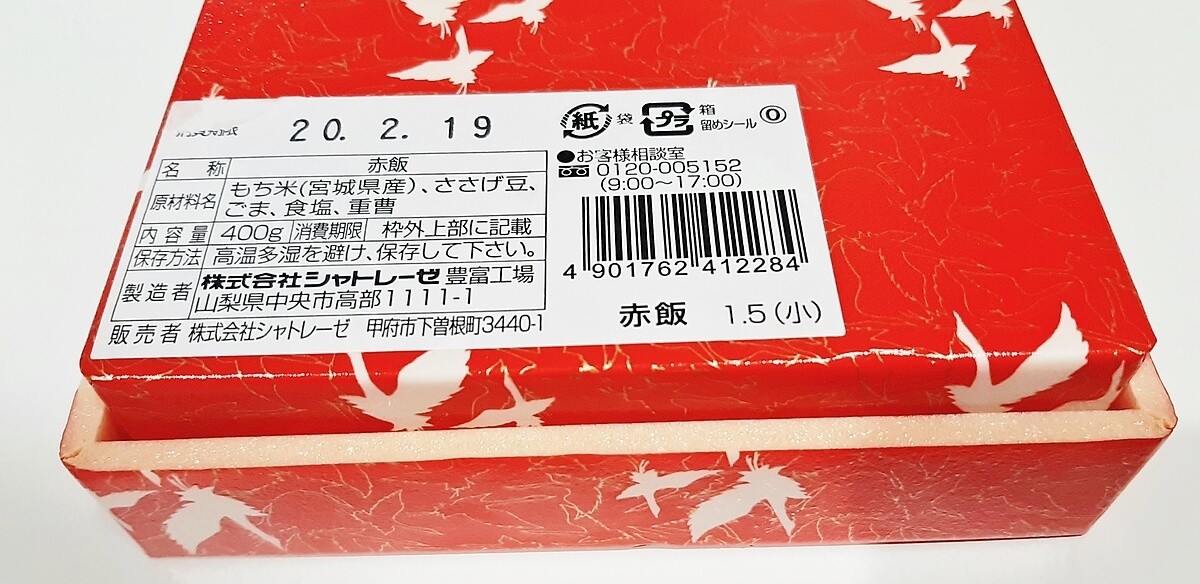 20. 2. 19
名称 赤飯
原材料名 もち米(宮城県産)、ささげ豆、
ごま、食塩、重曹
内容量 400g 消費期限 枠外上部に記載
保存方法 高温多湿を避け、保存して下さい。
製造者 株式会社シャトレーゼ 豊富工場
山梨県中央市高部1111-1
販売者 株式会社シャトレーゼ 甲府市下曽根町3440-1
紙 袋 プラ 箱
留めシール ⓪
●お客様相談室
0120-005152
(9:00〜17:00)
4 901762 412284
赤飯 1.5(小)